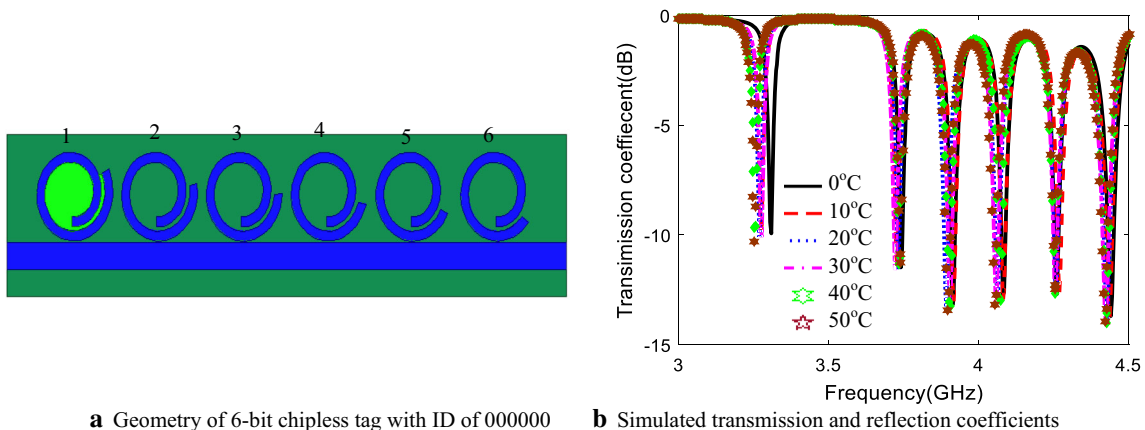 1 2 3 4 5 6
a Geometry of 6-bit chipless tag with ID of 000000
0
-5
-10
-15
Transimission coeffiecent(dB)
0°C
10°C
20°C
30°C
40°C
50°C
3 3.5 4 4.5
Frequency(GHz)
b Simulated transmission and reflection coefficients